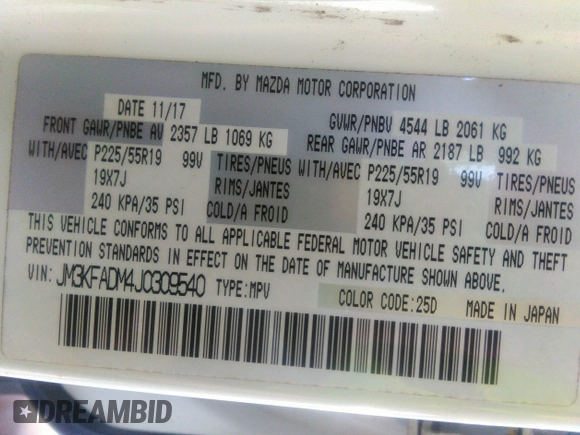 MFD. BY MAZDA MOTOR CORPORATION
DATE 11/17
GVWR/PNBV 4544 LB 2061 KG
FRONT GAWR/PNBE AV 2357 LB 1069 KG
REAR GAWR/PNBE AR 2187 LB 992 KG
WITH/AVEC P225/55R19 99V TIRES/PNEUS
19X7J RIMS/JANTES
240 KPA/35 PSI COLD/A FROID
WITH/AVEC P225/55R19 99V TIRES/PNEUS
19X7J RIMS/JANTES
240 KPA/35 PSI COLD/A FROID
THIS VEHICLE CONFORMS TO ALL APPLICABLE FEDERAL MOTOR VEHICLE SAFETY AND THEFT
PREVENTION STANDARDS IN EFFECT ON THE DATE OF MANUFACTURE SHOWN ABOVE.
VIN: JM3KFADM4J0309540 TYPE:MPV
COLOR CODE:25D MADE IN JAPAN
DREAMBID